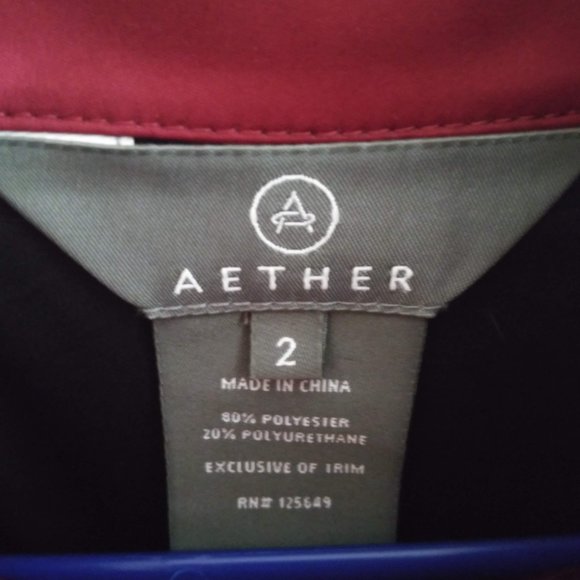 AETHER
2
MADE IN CHINA
80% POLYESTER
20% POLYURETHANE
EXCLUSIVE OF TRIM
RN# 125649